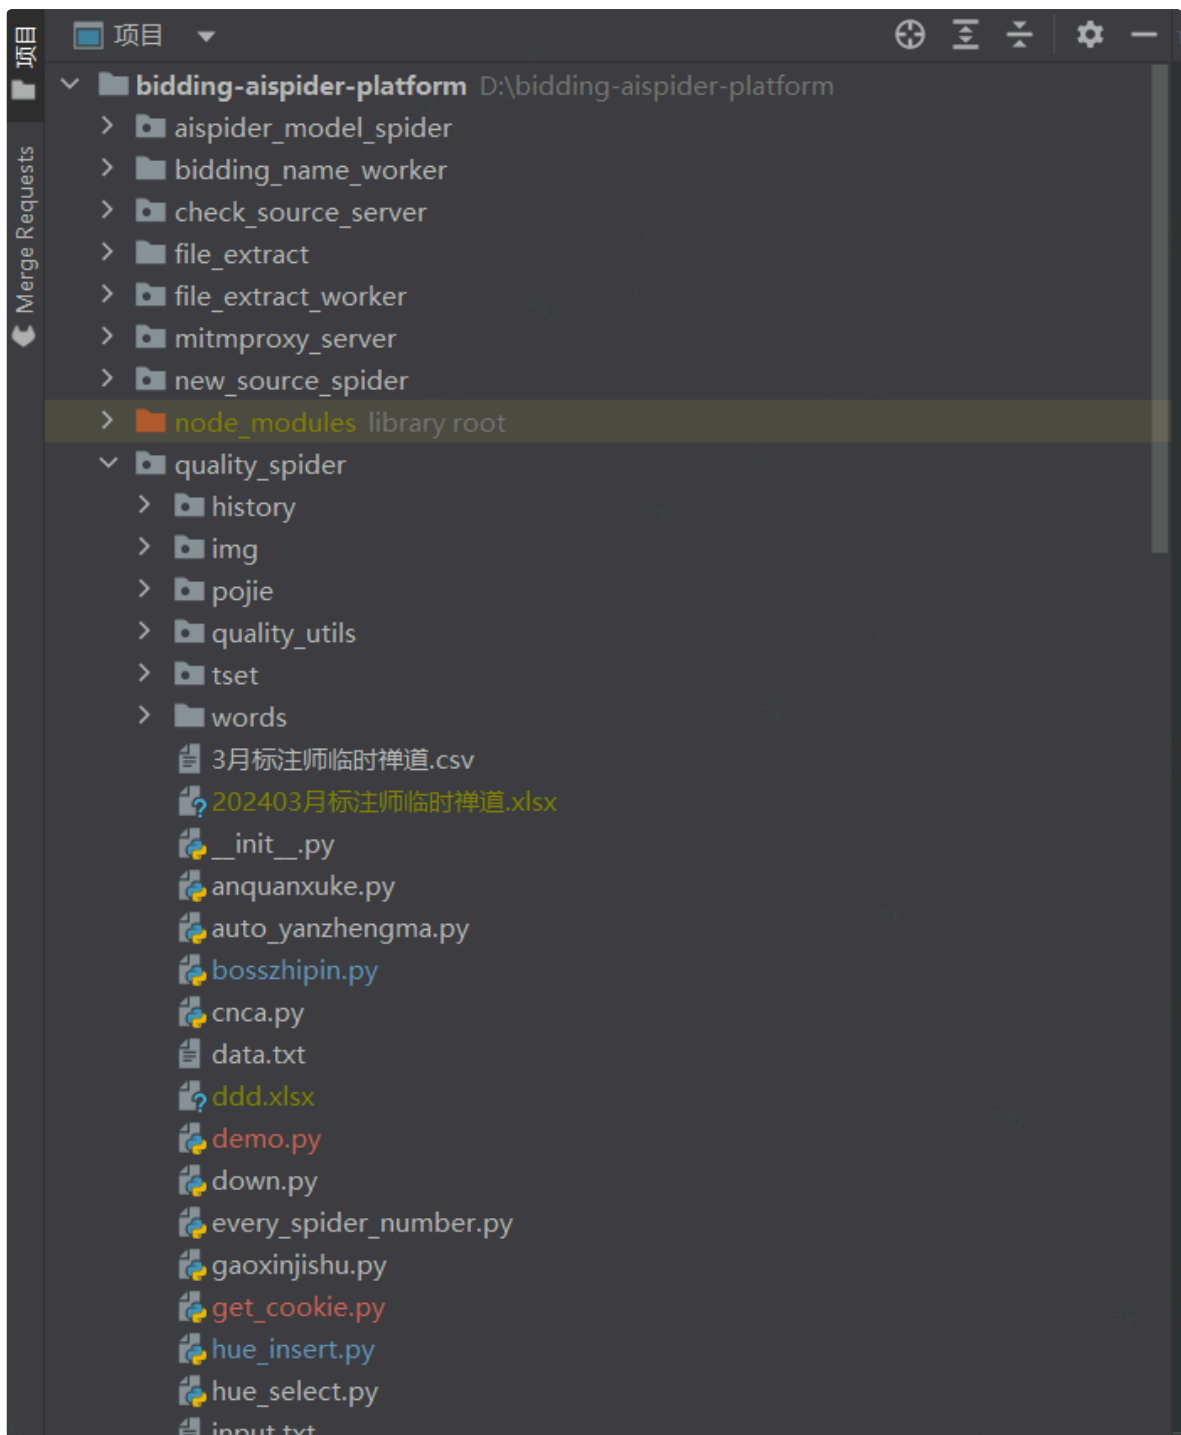 项目
项目
Merge Requests
bidding-aispider-platform D:\bidding-aispider-platform
aispider_model_spider
bidding_name_worker
check_source_server
file_extract
file_extract_worker
mitmproxy_server
new_source_spider
node_modules library root
quality_spider
history
img
pojie
quality_utils
tset
words
3月标注师临时禅道.csv
202403月标注师临时禅道.xlsx
__init__.py
anquanxuke.py
auto_yanzhengma.py
bosszhipin.py
cnca.py
data.txt
ddd.xlsx
demo.py
down.py
every_spider_number.py
gaoxinjishu.py
get_cookie.py
hue_insert.py
hue_select.py
input.txt